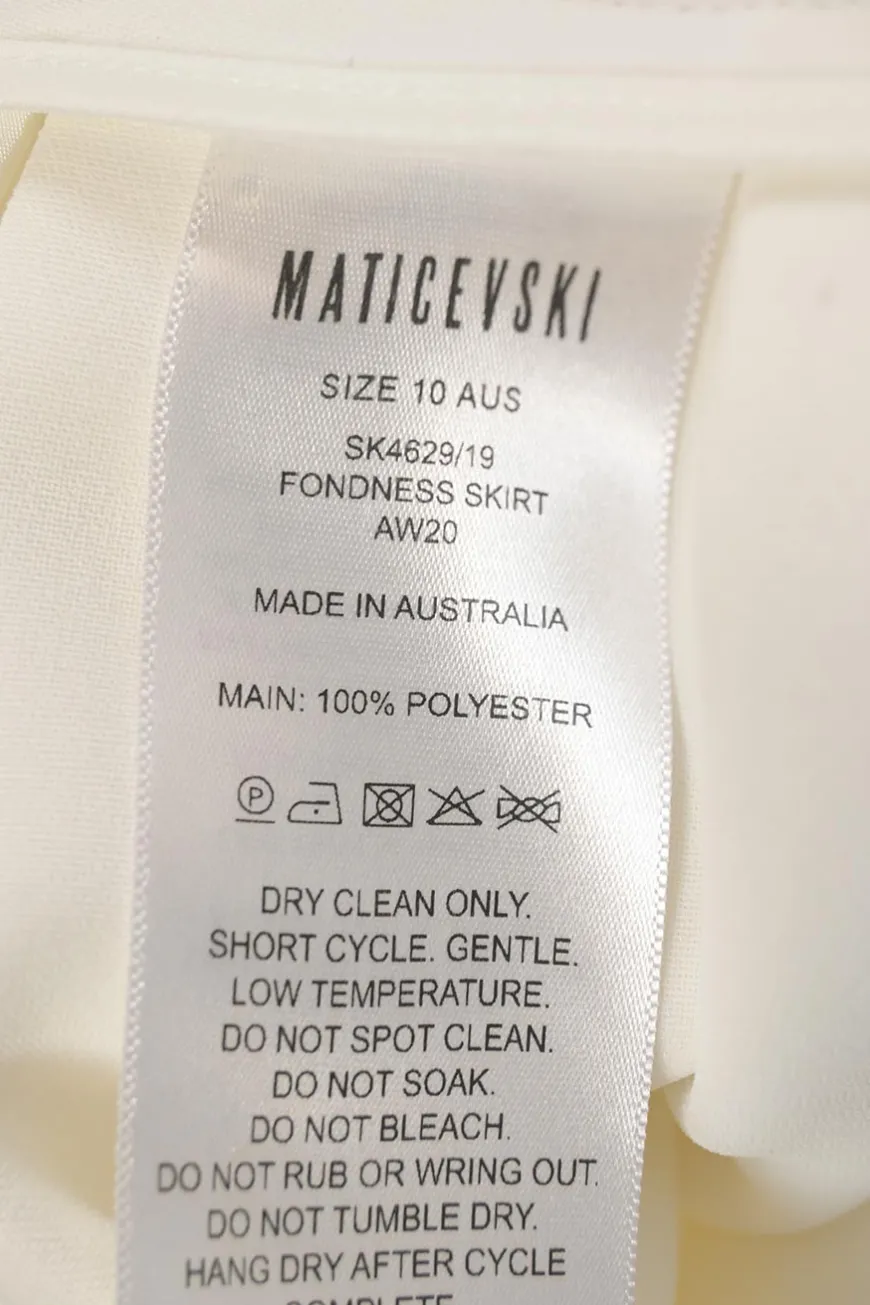 MATICEVSKI
SIZE 10 AUS
SK4629/19
FONDNESS SKIRT
AW20
MADE IN AUSTRALIA
MAIN: 100% POLYESTER
P
DRY CLEAN ONLY.
SHORT CYCLE. GENTLE.
LOW TEMPERATURE.
DO NOT SPOT CLEAN.
DO NOT SOAK.
DO NOT BLEACH.
DO NOT RUB OR WRING OUT.
DO NOT TUMBLE DRY.
HANG DRY AFTER CYCLE